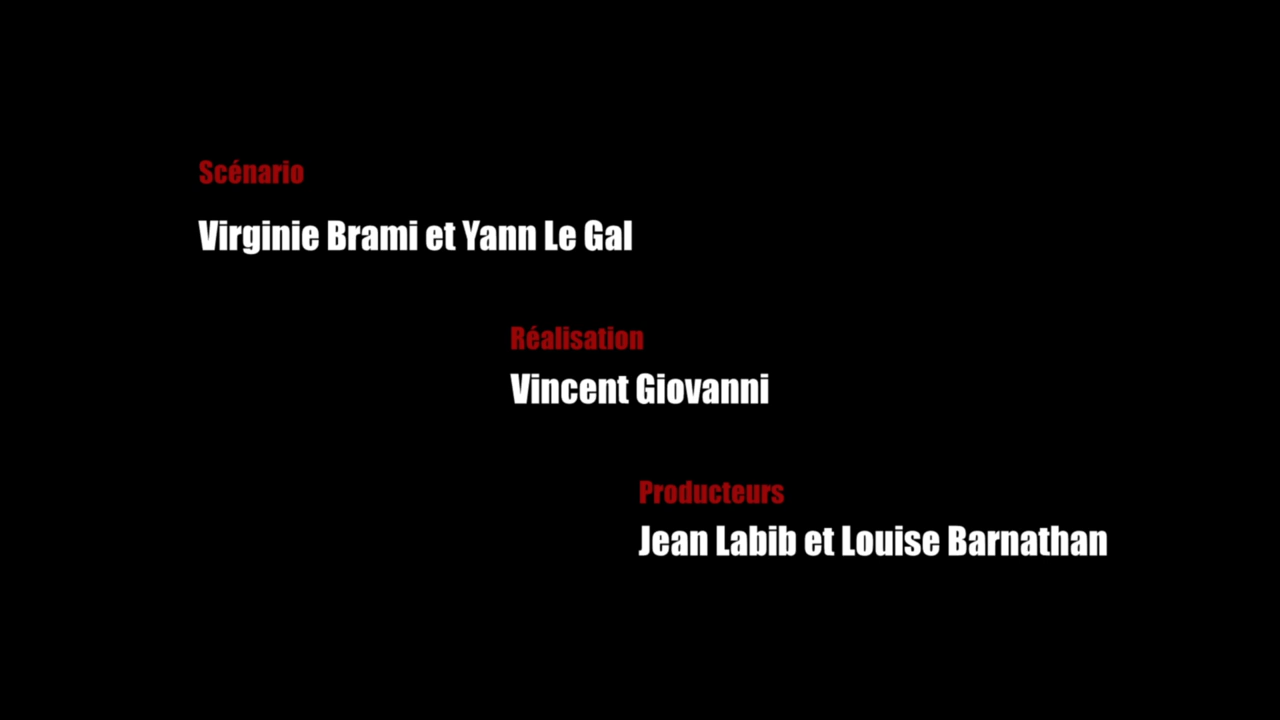 Scénario
Virginie Brami et Yann Le Gal
Réalisation
Vincent Giovanni
Producteurs
Jean Labib et Louise Barnathan